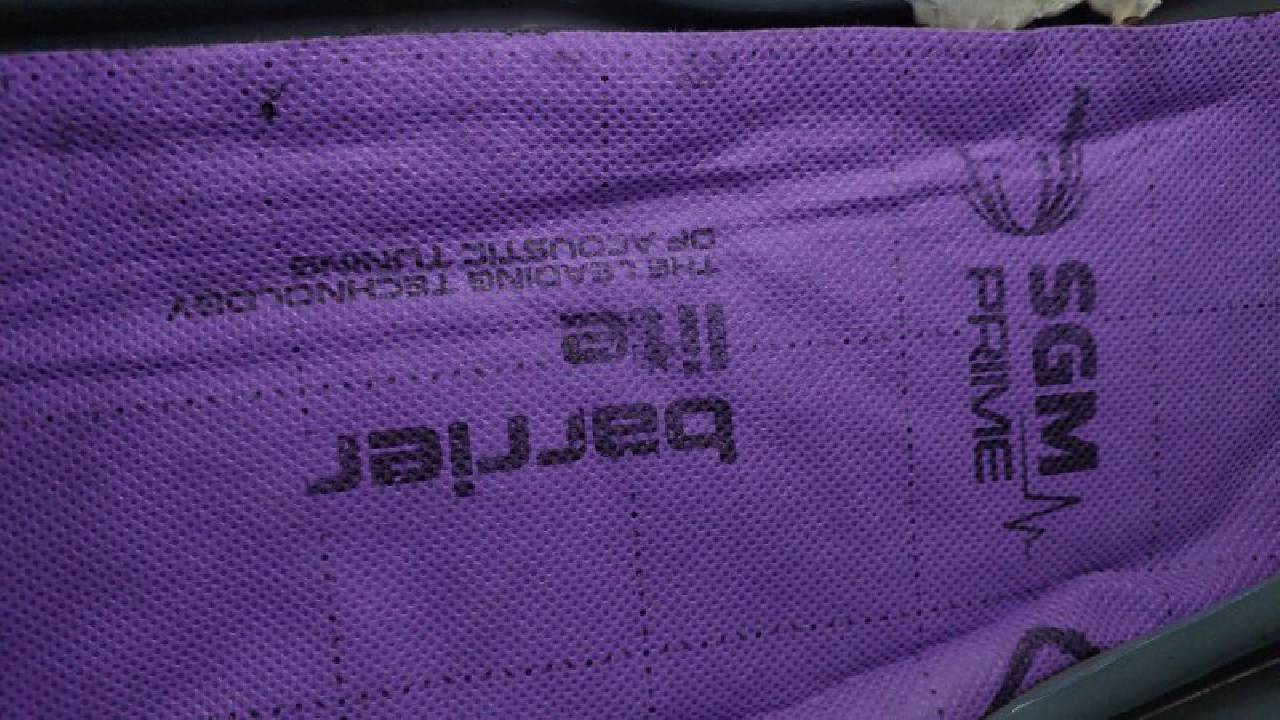 barrier
lite
THE LEADING TECHNOLOGY
OF ACOUSTIC TUNING
SGM
PRIME